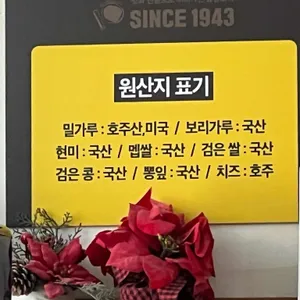 SINCE 1943
원산지 표기
밀가루 : 호주산,미국 / 보리가루 : 국산
현미 : 국산 / 멥쌀 : 국산 / 검은 쌀 : 국산
검은 콩 : 국산 / 뽕잎 : 국산 / 치즈 : 호주